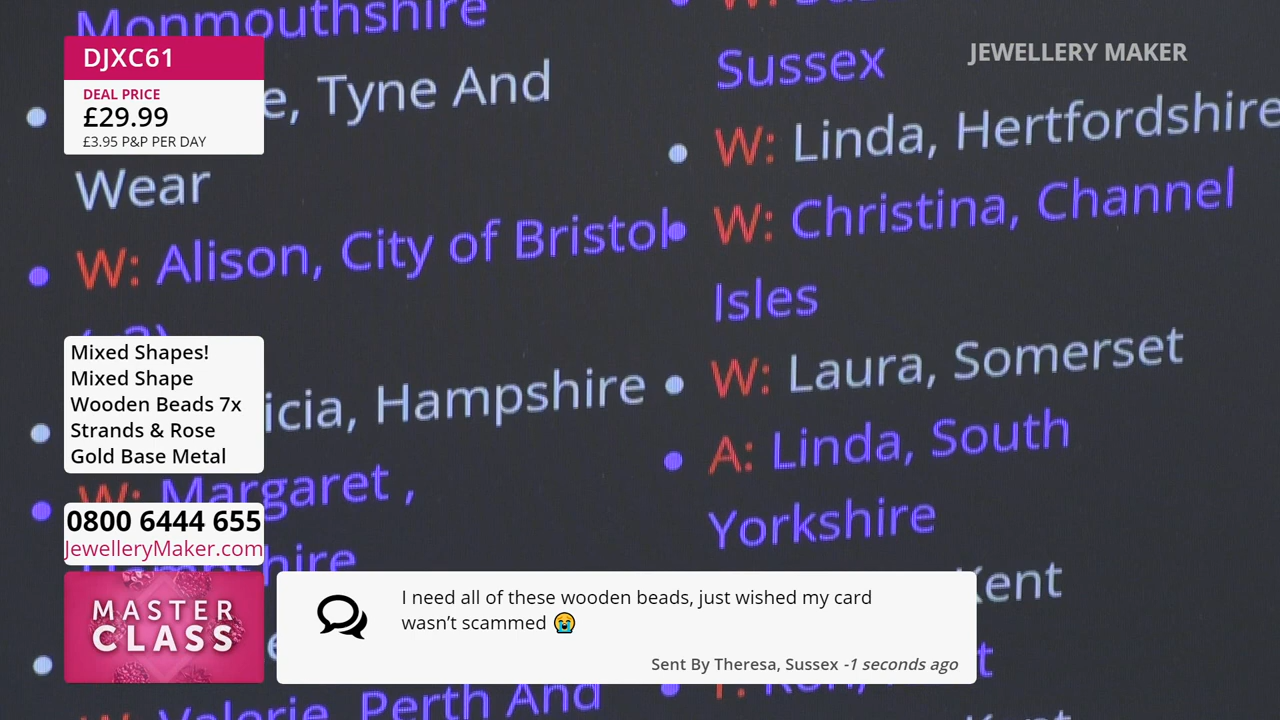 Monmouthshire
DJXC61
DEAL PRICE
£29.99
£3.95 P&P PER DAY
e, Tyne And
Wear
W: Alison, City of Bristol
icia, Hampshire
W: Margaret ,
Valerie, Perth And
Sussex
W: Linda, Hertfordshire
W: Christina, Channel
Isles
W: Laura, Somerset
A: Linda, South
Yorkshire
Kent
JEWELLERY MAKER
Mixed Shapes!
Mixed Shape
Wooden Beads 7x
Strands & Rose
Gold Base Metal
0800 6444 655
JewelleryMaker.com
MASTER
CLASS
I need all of these wooden beads, just wished my card
wasn’t scammed 😭
Sent By Theresa, Sussex -1 seconds ago